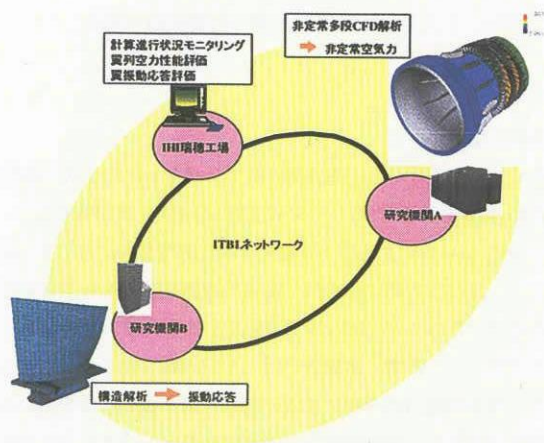 非定常多段CFD解析
非定常空気力
計算進行状況モニタリング
翼列空力性能評価
翼振動応答評価
IHI瑞穂工場
研究機関A
ITBLネットワーク
研究機関B
構造解析 → 振動応答